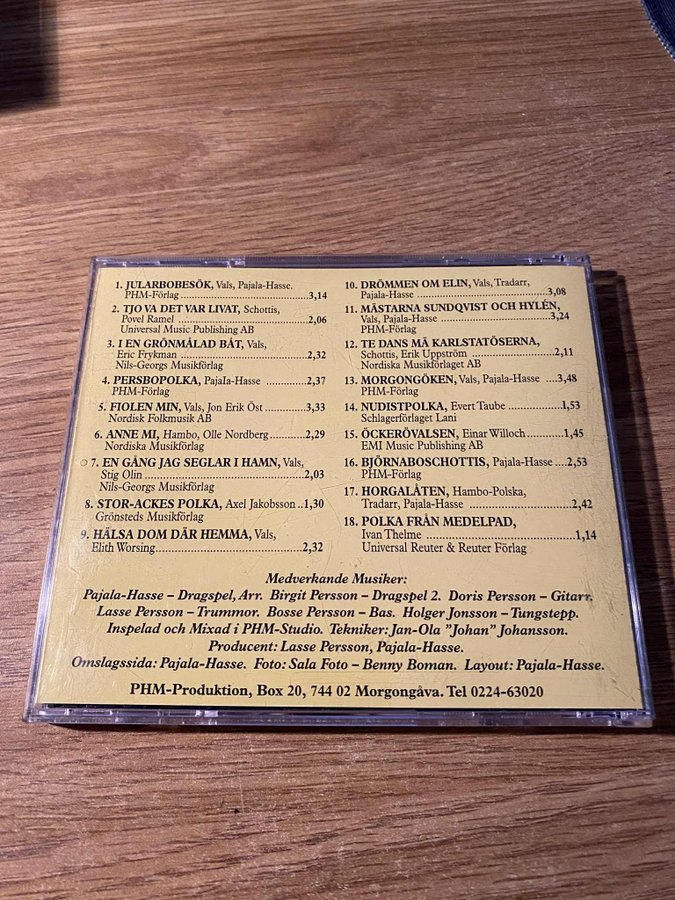 1. JULARBOBESÖK, Vals, Pajala-Hasse.
PHM-Förlag ........................................3,14
2. TJO VA DET VAR LIVAT, Schottis,
Povel Ramel ........................................2,06
Universal Music Publishing AB
3. I EN GRÖNMÅLAD BÅT, Vals,
Eric Frykman ........................................2,32
Nils-Georgs Musikförlag
4. PERSBOPOLKA, Pajala-Hasse ............2,37
PHM-Förlag
5. FIOLEN MIN, Vals, Jon Erik Öst..........3,33
Nordisk Folkmusik AB
6. ANNE MI, Hambo, Olle Nordberg......2,29
Nordiska Musikförlag
7. EN GÅNG JAG SEGLAR I HAMN, Vals,
Stig Olin ........................................2,03
Nils-Georgs Musikförlag
8. STOR-ACKES POLKA, Axel Jakobsson ..1,30
Grönsteds Musikförlag
9. HÄLSA DOM DÄR HEMMA, Vals,
Elith Worsing........................................2,32
10. DRÖMMEN OM ELIN, Vals, Tradarr,
Pajala-Hasse ........................................3,08
11. MÄSTARNA SUNDQVIST OCH HYLÉN,
Vals, Pajala-Hasse ........................................3,24
PHM-Förlag
12. TE DANS MÄ KARLSTATÖSERNA,
Schottis, Erik Uppström ........................2,11
Nordiska Musikförlaget AB
13. MORGONGÖKEN, Vals, Pajala-Hasse ...3,48
PHM-Förlag
14. NUDISTPOLKA, Evert Taube ..............1,53
Schlagerförlaget Lani
15. ÖCKERÖVALSEN, Einar Willoch..........1,45
EMI Music Publishing AB
16. BJÖRNABOSCHOTTIS, Pajala-Hasse ....2,53
PHM-Förlag
17. HORGALÅTEN, Hambo-Polska,
Tradarr, Pajala-Hasse ........................2,42
18. POLKA FRÅN MEDELPAD,
Ivan Thelme ........................................1,14
Universal Reuter & Reuter Förlag
Medverkande Musiker:
Pajala-Hasse – Dragspel, Arr. Birgit Persson – Dragspel 2. Doris Persson – Gitarr.
Lasse Persson – Trummor. Bosse Persson – Bas. Holger Jonsson – Tungstepp.
Inspelad och Mixad i PHM-Studio. Tekniker: Jan-Ola "Johan" Johansson.
Producent: Lasse Persson, Pajala-Hasse.
Omslagssida: Pajala-Hasse. Foto: Sala Foto – Benny Boman. Layout: Pajala-Hasse.
PHM-Produktion, Box 20, 744 02 Morgongåva. Tel 0224-63020